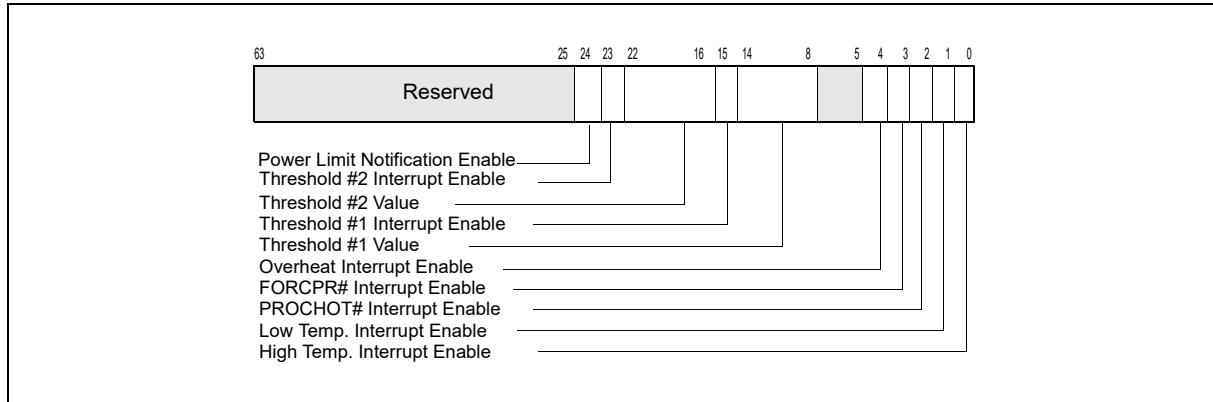 63 25 24 23 22 16 15 14 8 5 4 3 2 1 0
Reserved
Power Limit Notification Enable
Threshold #2 Interrupt Enable
Threshold #2 Value
Threshold #1 Interrupt Enable
Threshold #1 Value
Overheat Interrupt Enable
FORCPR# Interrupt Enable
PROCHOT# Interrupt Enable
Low Temp. Interrupt Enable
High Temp. Interrupt Enable